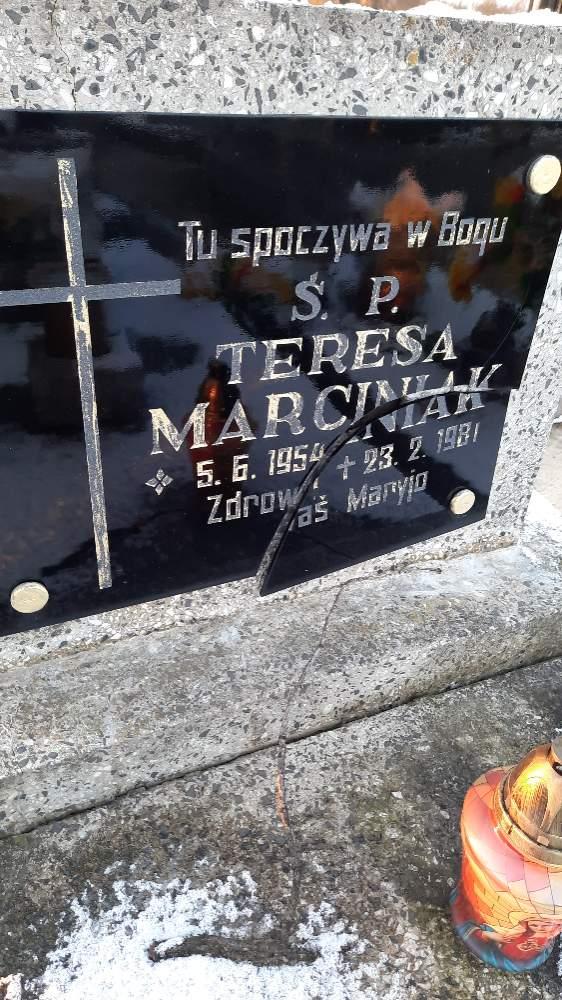 Tu spoczywa w Bogu
Ś. P.
TERESA
MARCINIAK
5. 6. 1954 + 23. 2. 1981
Zdrowaś Maryjo